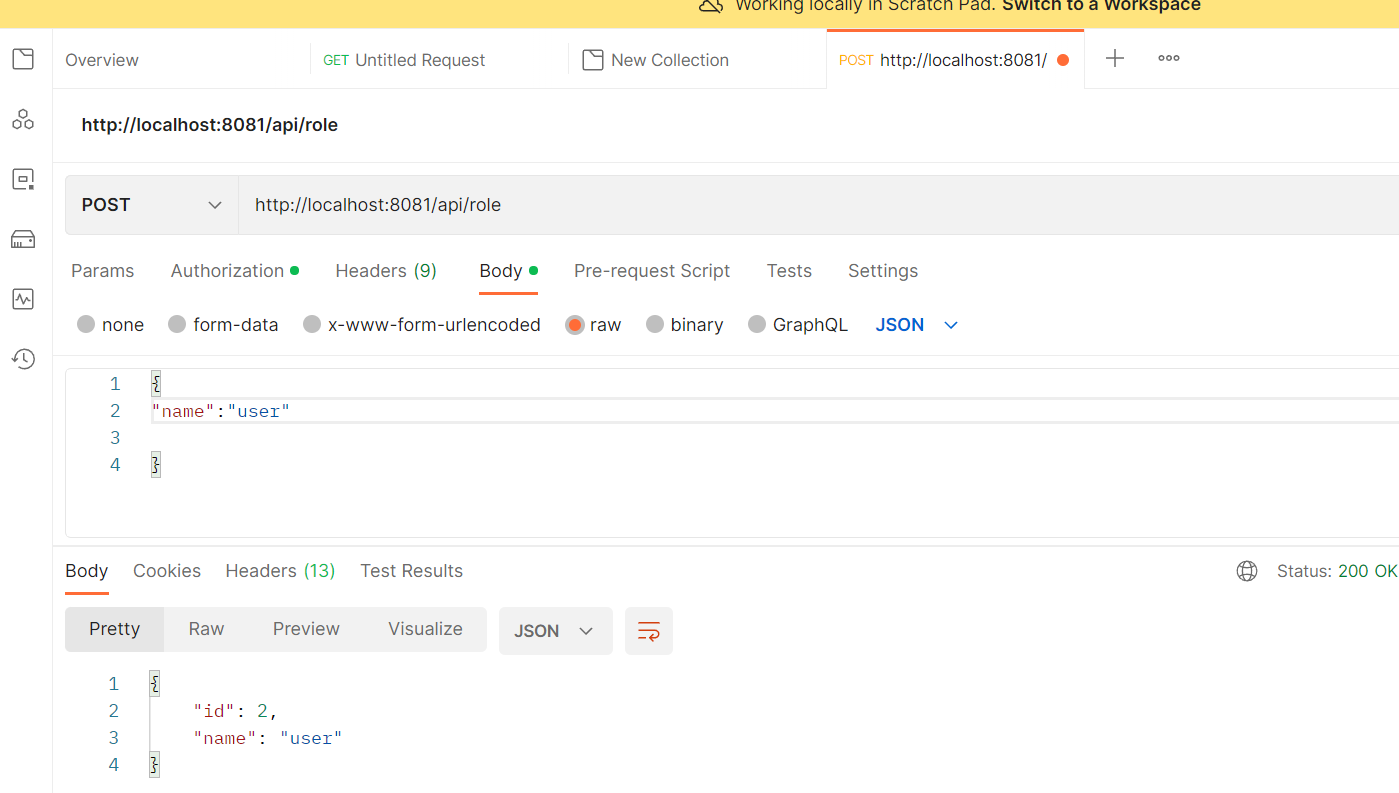 Working locally in Scratch Pad. Switch to a Workspace
Overview
GET Untitled Request
New Collection
POST http://localhost:8081/
http://localhost:8081/api/role
POST
http://localhost:8081/api/role
Params Authorization Headers (9) Body Pre-request Script Tests Settings
none form-data x-www-form-urlencoded raw binary GraphQL JSON
1 {
2 "name":"user"
3
4 }
Body Cookies Headers (13) Test Results Status: 200 OK
Pretty Raw Preview Visualize JSON
1 {
2 "id": 2,
3 "name": "user"
4 }